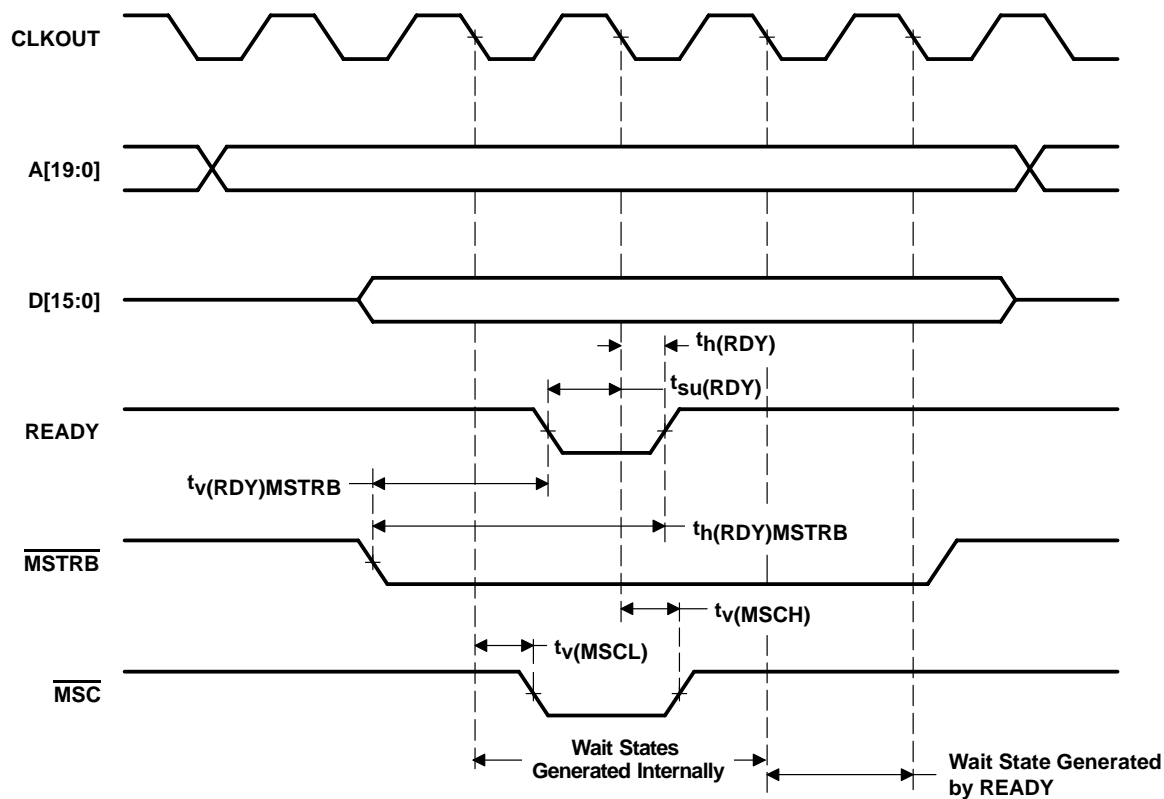 CLKOUT
A[19:0]
D[15:0]
th(RDY)
tsu(RDY)
READY
tv(RDY)MSTRB
th(RDY)MSTRB
MSTRB
tv(MSCH)
tv(MSCL)
MSC
Wait States
Generated Internally
Wait State Generated
by READY